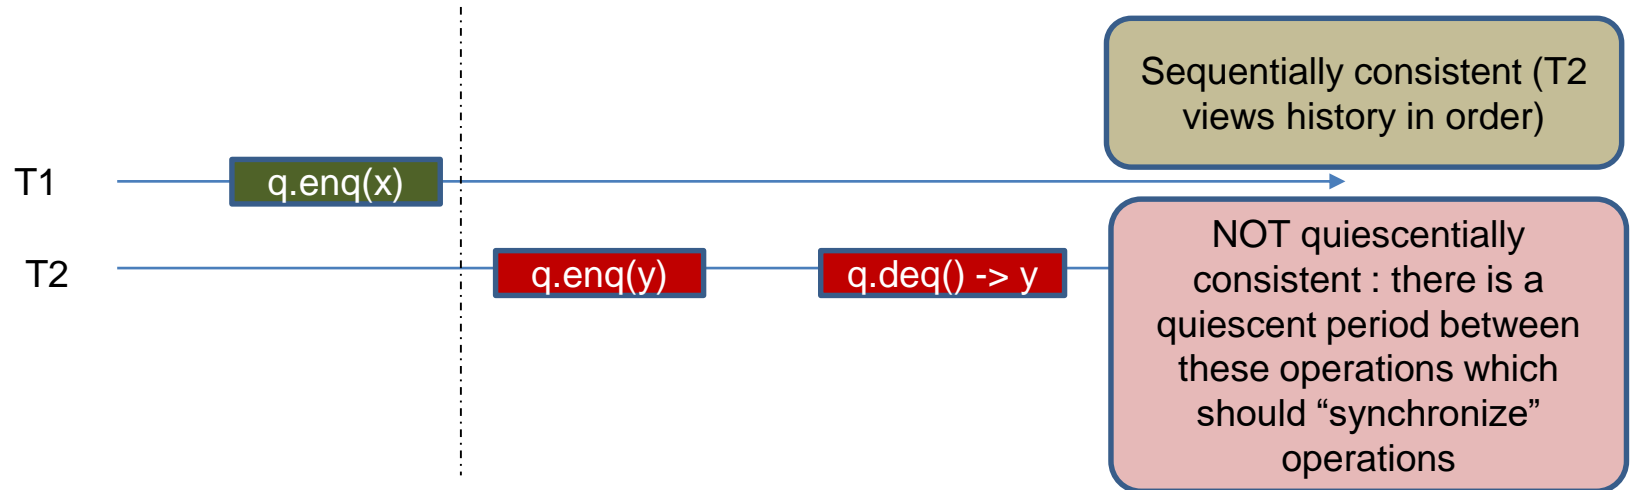 Sequentially consistent (T2
views history in order)
T1
q.enq(x)
T2
q.enq(y)
q.deq() -> y
NOT quiescentially
consistent : there is a
quiescent period between
these operations which
should “synchronize”
operations